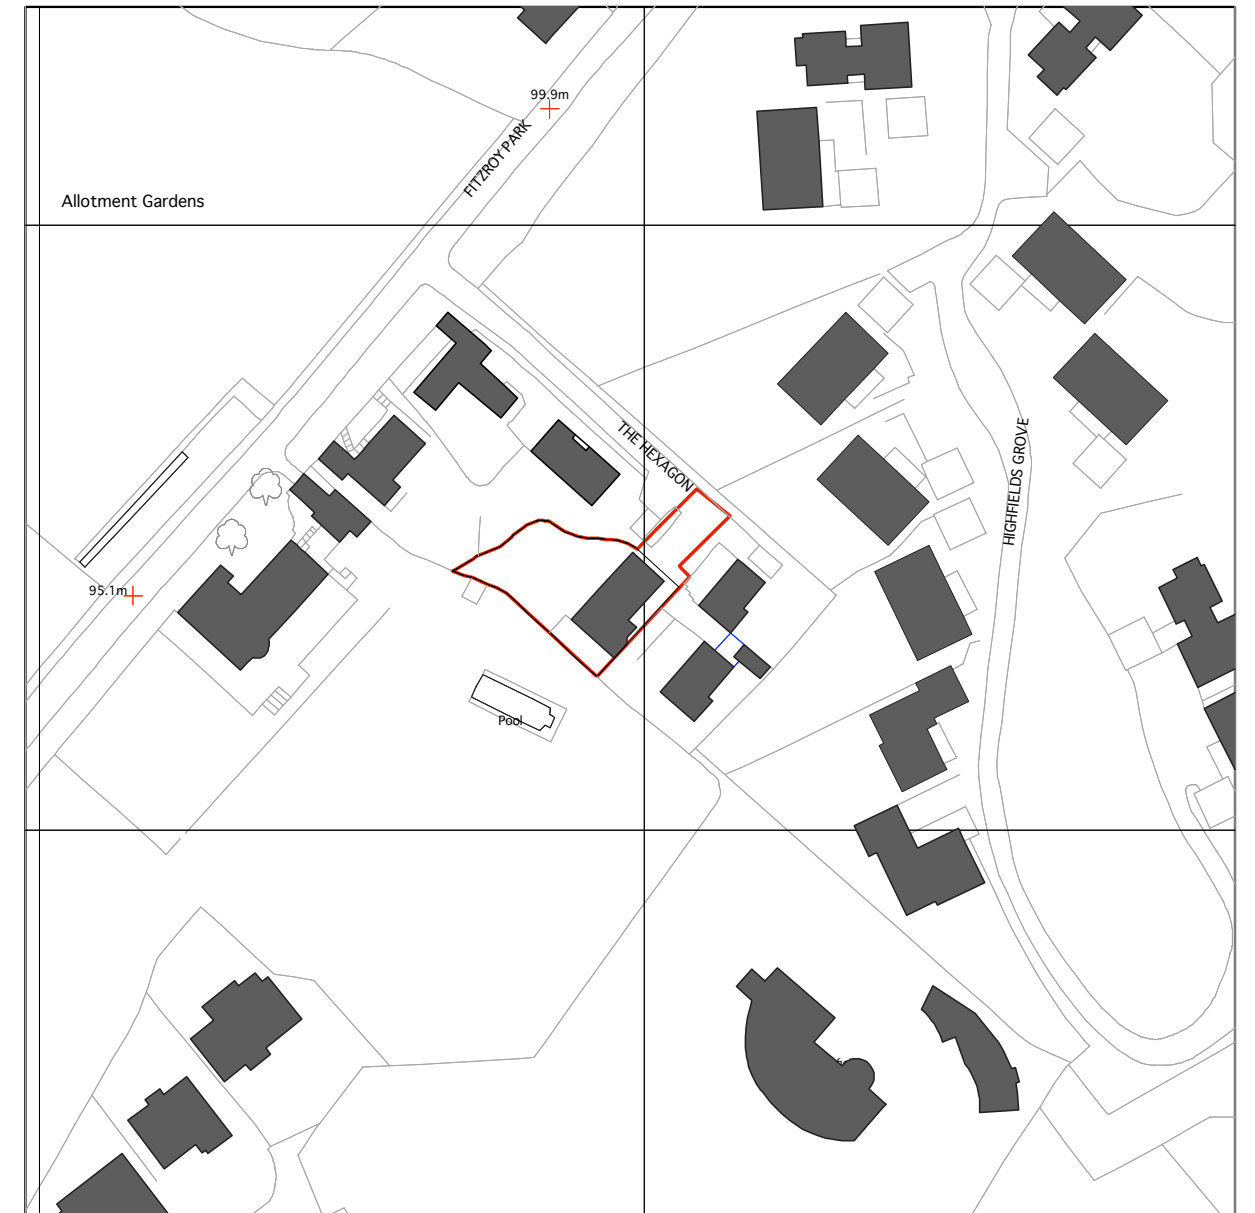 99.9m
FITZROY PARK
Allotment Gardens
THE HEXAGON
HIGHFIELDS GROVE
95.1m
Pool